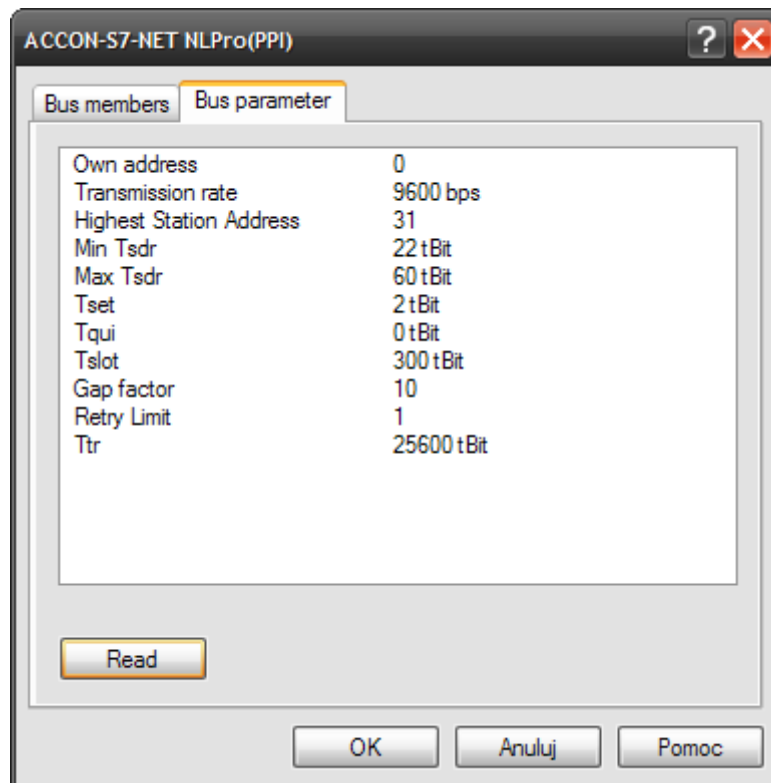 ACCON-S7-NET NLPro(PPI)
?
Bus members Bus parameter
Own address 0
Transmission rate 9600 bps
Highest Station Address 31
Min Tsdr 22 tBit
Max Tsdr 60 tBit
Tset 2 tBit
Tqui 0 tBit
Tslot 300 tBit
Gap factor 10
Retry Limit 1
Ttr 25600 tBit
Read
OK Anuluj Pomoc